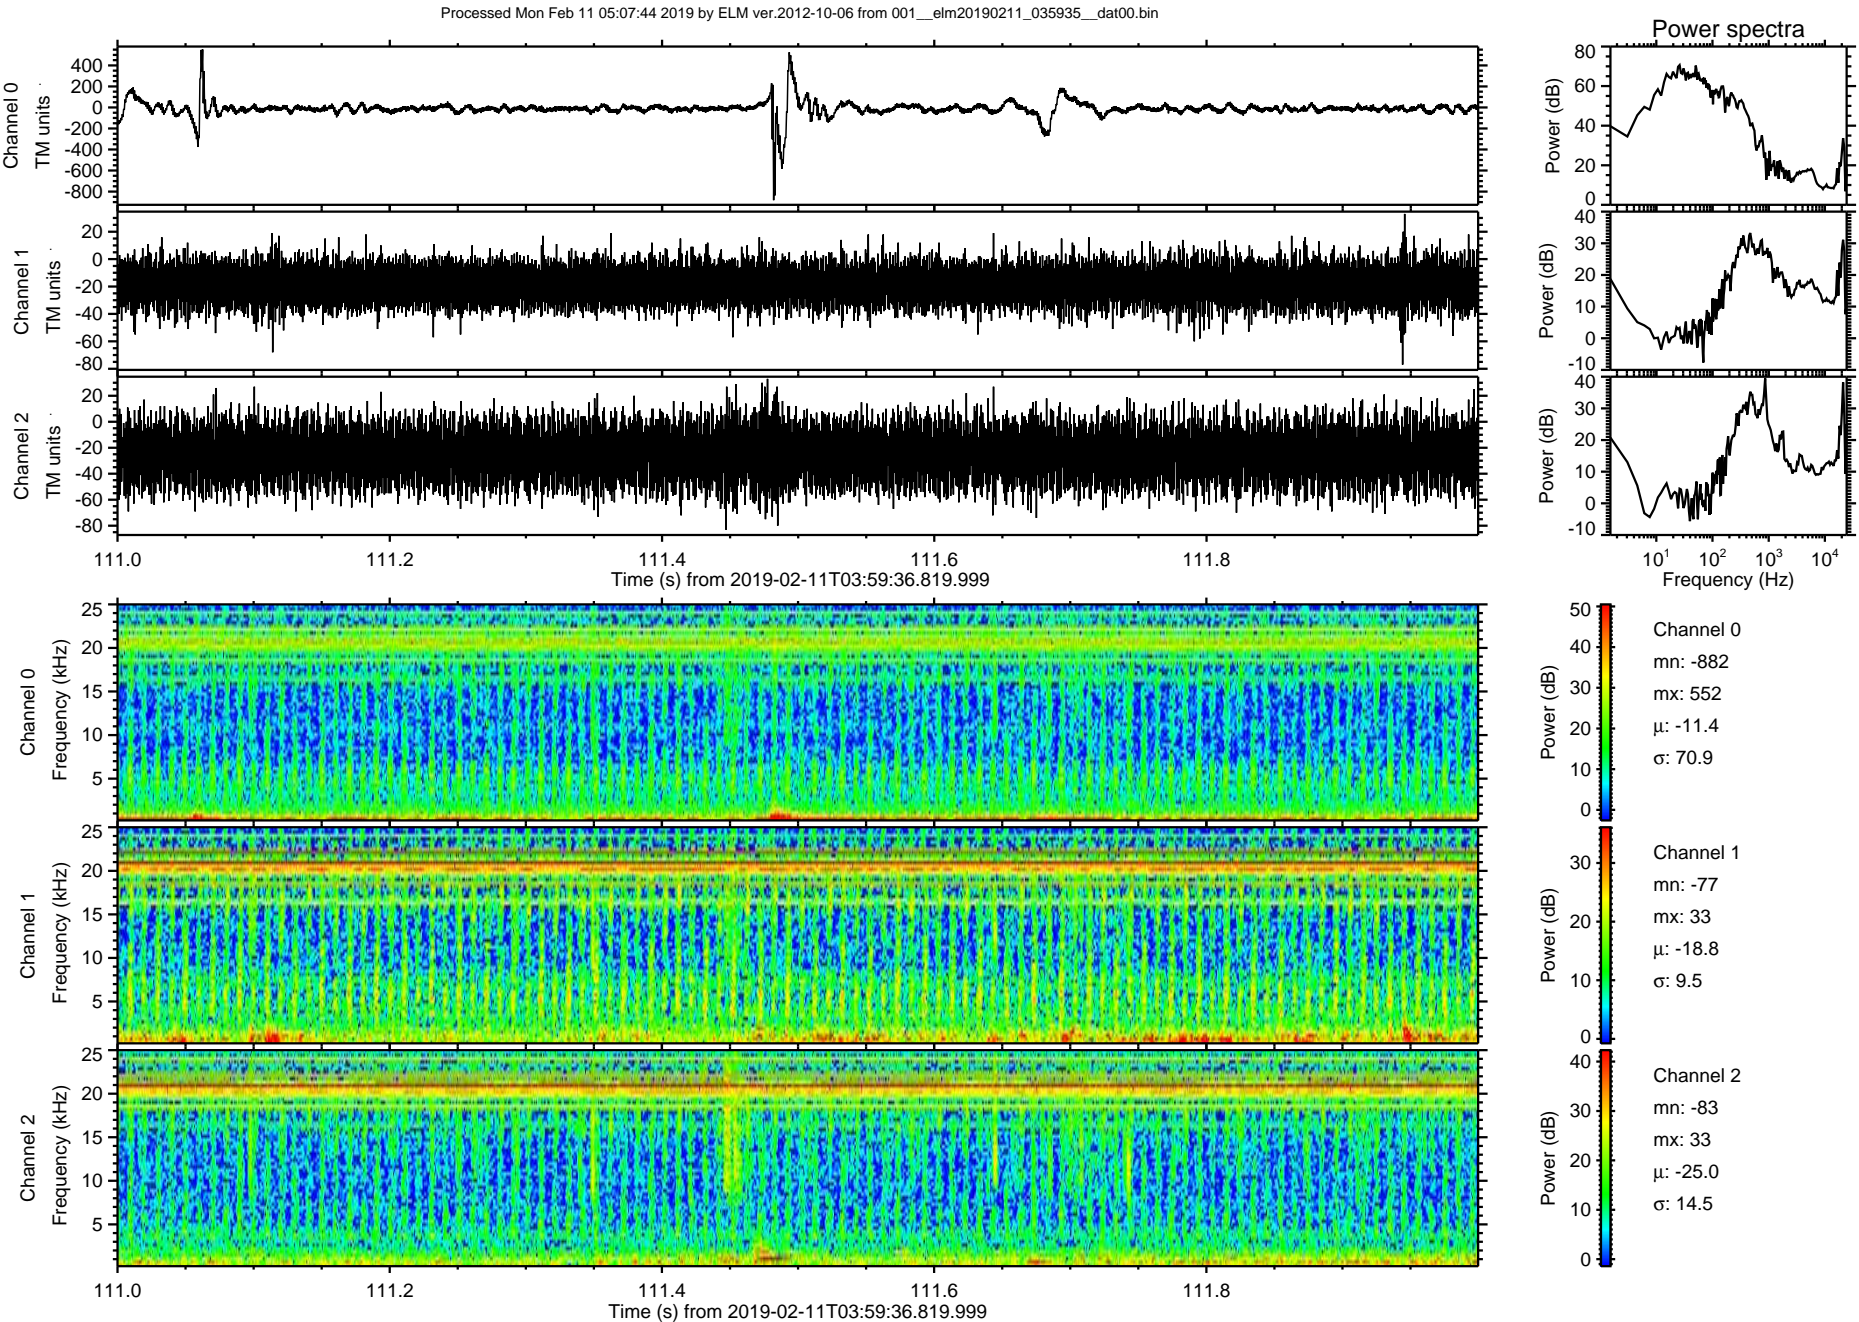 Processed Mon Feb 11 05:07:44 2019 by ELM ver.2012-10-06 from 001__elm20190211_035935__dat00.bin
Power spectra
Channel 0
TM units
400
200
0
-200
-400
-600
-800
Power (dB)
80
60
40
20
0
Channel 1
TM units
20
0
-20
-40
-60
-80
Power (dB)
40
30
20
10
0
-10
Channel 2
TM units
20
0
-20
-40
-60
-80
Power (dB)
40
30
20
10
0
-10
111.0 111.2 111.4 111.6 111.8
Time (s) from 2019-02-11T03:59:36.819.999
10^1 10^2 10^3 10^4
Frequency (Hz)
Channel 0
Frequency (kHz)
25
20
15
10
5
Power (dB)
50
40
30
20
10
0
Channel 0
mn: -882
mx: 552
μ: -11.4
σ: 70.9
Channel 1
Frequency (kHz)
25
20
15
10
5
Power (dB)
30
20
10
0
Channel 1
mn: -77
mx: 33
μ: -18.8
σ: 9.5
Channel 2
Frequency (kHz)
25
20
15
10
5
Power (dB)
40
30
20
10
0
Channel 2
mn: -83
mx: 33
μ: -25.0
σ: 14.5
111.0 111.2 111.4 111.6 111.8
Time (s) from 2019-02-11T03:59:36.819.999